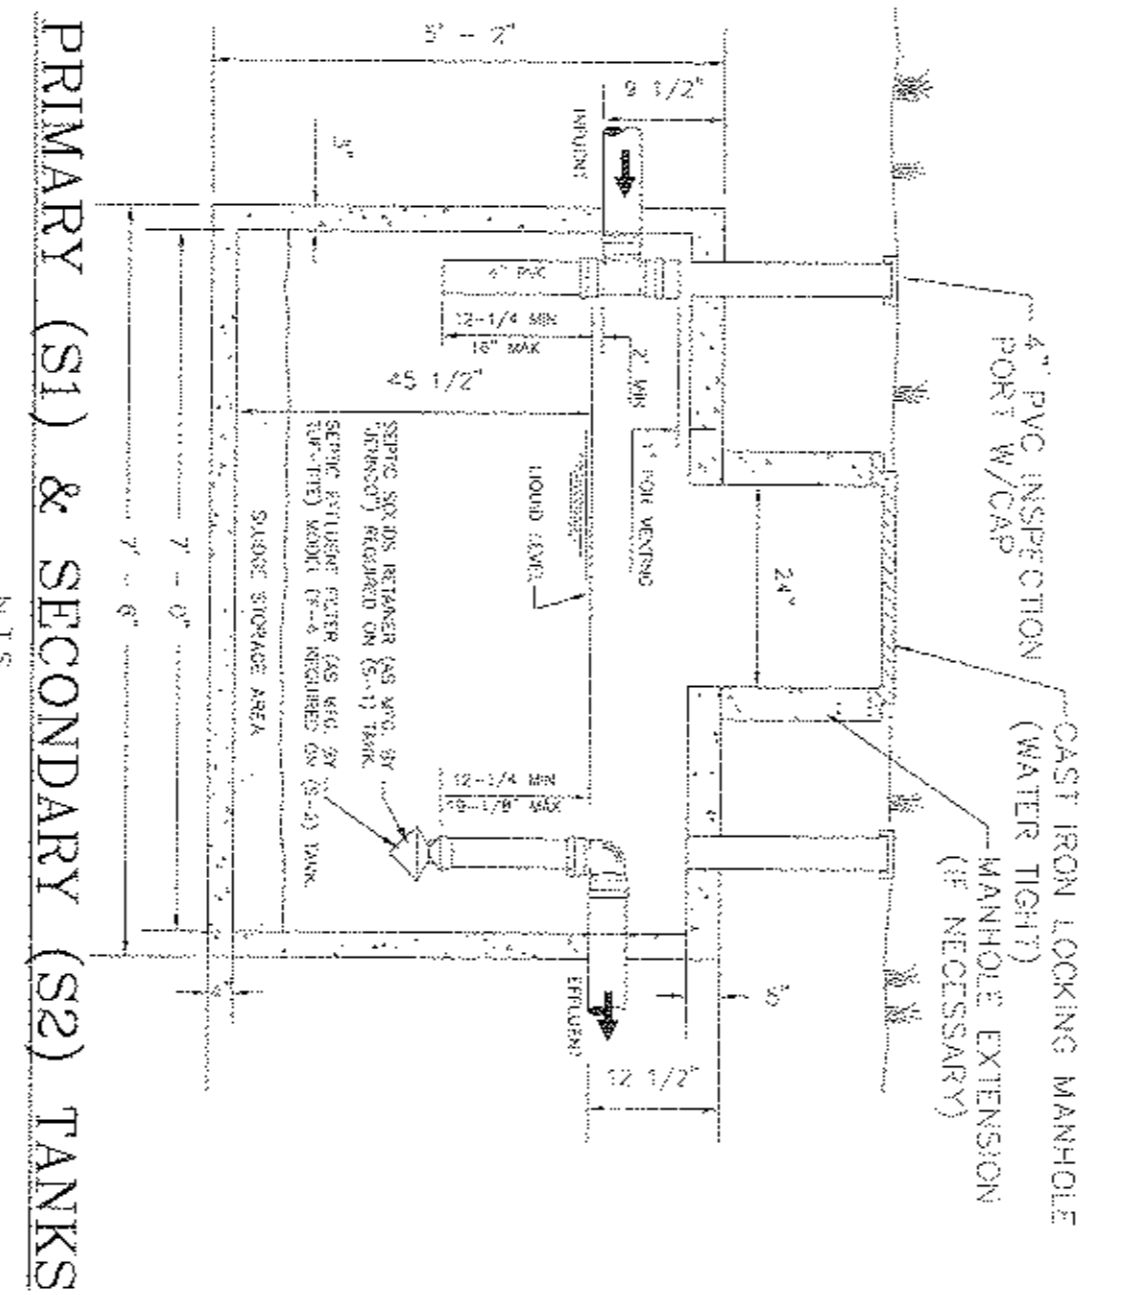 4" PVC INSPECTION
PORT W/CAP
CAST IRON LOCKING MANHOLE
(WATER TIGHT)
MANHOLE EXTENSION
(IF NECESSARY)
24"
5' - 2"
9 1/2"
INFLUENT
4" PVC
12-1/4 MIN
18" MAX
2" MIN
1" FOR VENTING
LIQUID LEVEL
45 1/2"
SEPTIC SOLIDS RETAINER (AS MFG. BY
REQUIRED ON (S-1) TANK
SEPTIC EFFLUENT FILTER (AS MFG. BY
TUF-TITE) MODEL EF-4 REQUIRED ON (S-2) TANK
12-1/4 MIN
MAX
EFFLUENT
12 1/2"
SLUDGE STORAGE AREA
3"
7' - 0"
7' - 6"
PRIMARY (S1) & SECONDARY (S2) TANKS
N.T.S.